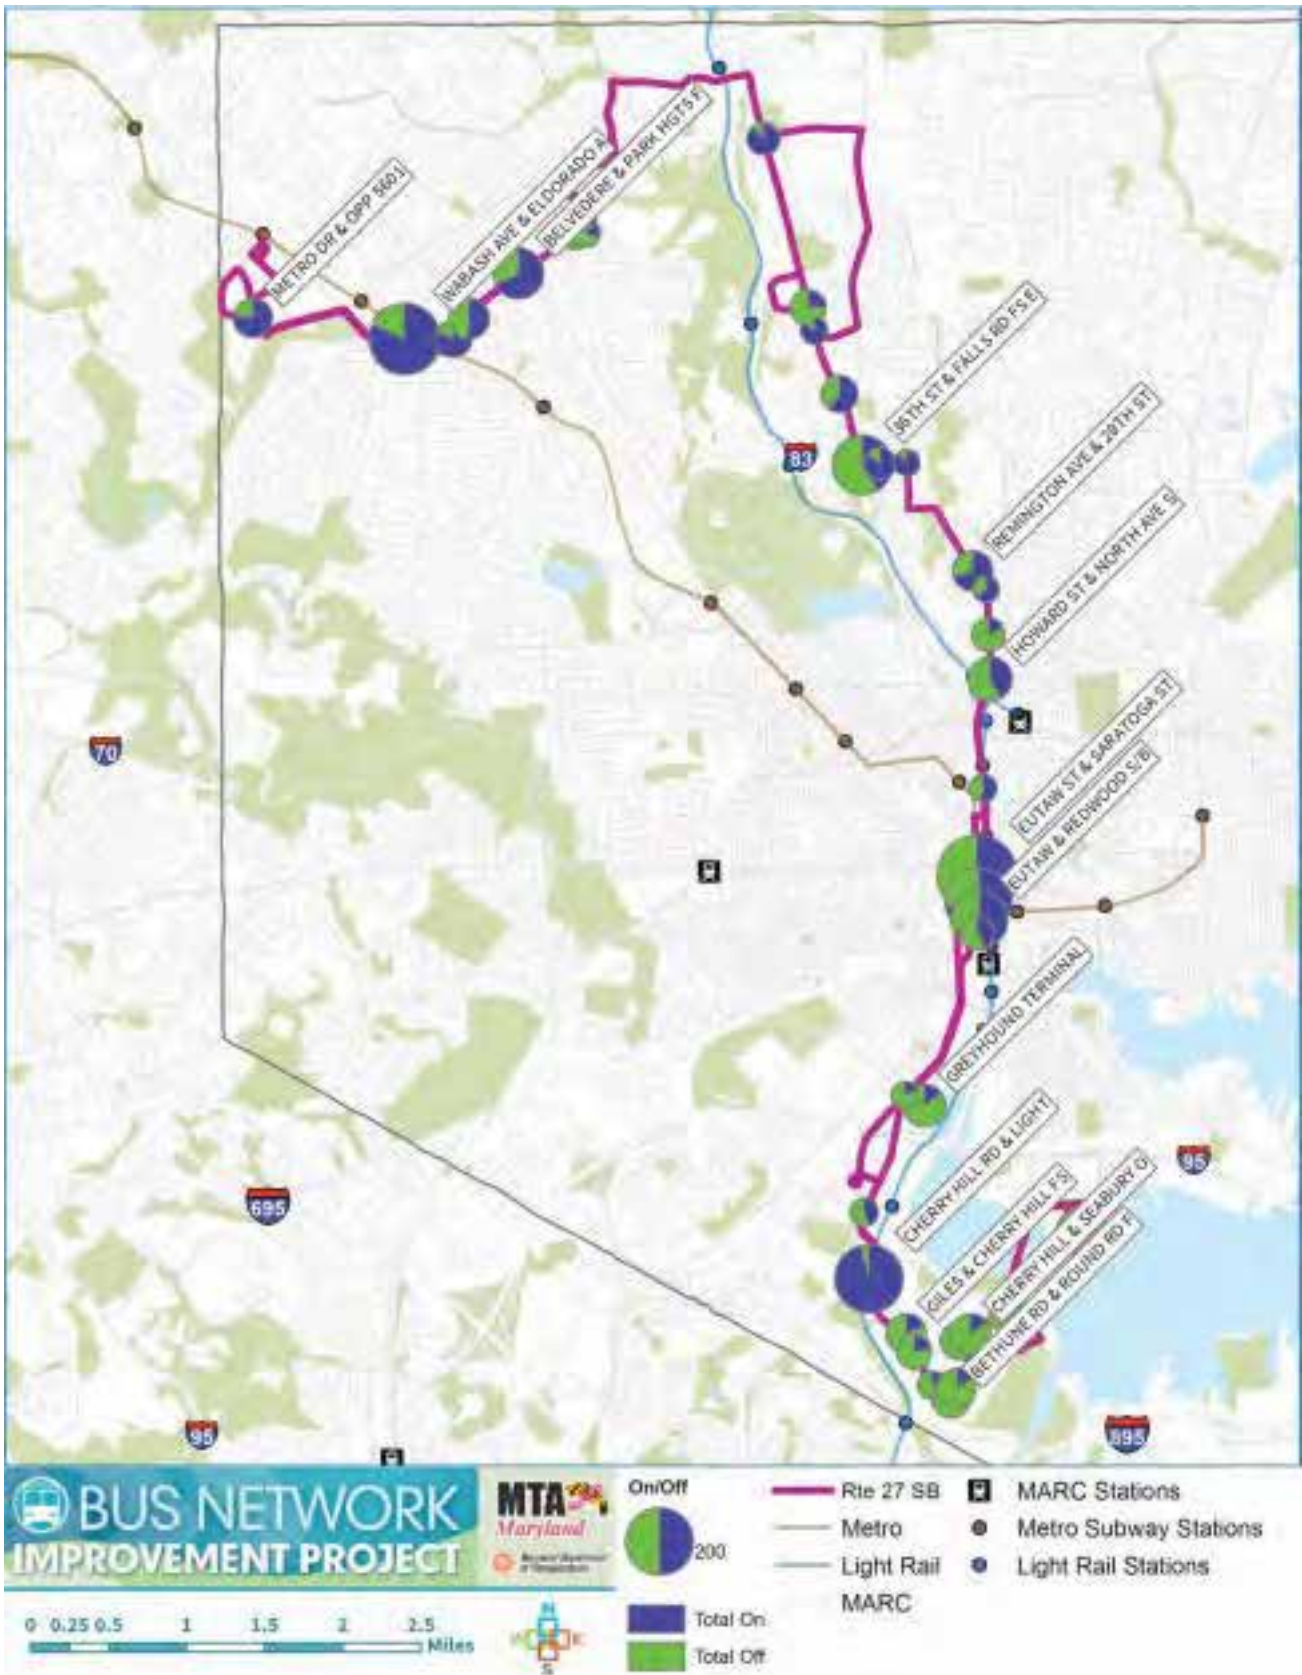 METRO DR & OPP 5601
WABASH AVE & ELDORADO A
BELVEDERE & PARK HGTS F
83
36TH ST & FALLS RD FS E
REMINGTON AVE & 29TH ST
HOWARD ST & NORTH AVE S
70
EUTAW ST & SARATOGA ST
EUTAW & REDWOOD S/B
GREYHOUND TERMINAL
695
CHERRY HILL RD & LIGHT
95
GILES & CHERRY HILL FS
CHERRY HILL & SEABURY O
BETHUNE RD & ROUND RD F
95
895
BUS NETWORK
IMPROVEMENT PROJECT
MTA
Maryland
On/Off
200
Total On
Total Off
Rte 27 SB
Metro
Light Rail
MARC
MARC Stations
Metro Subway Stations
Light Rail Stations
0 0.25 0.5 1 1.5 2 2.5
Miles
N
W E
S